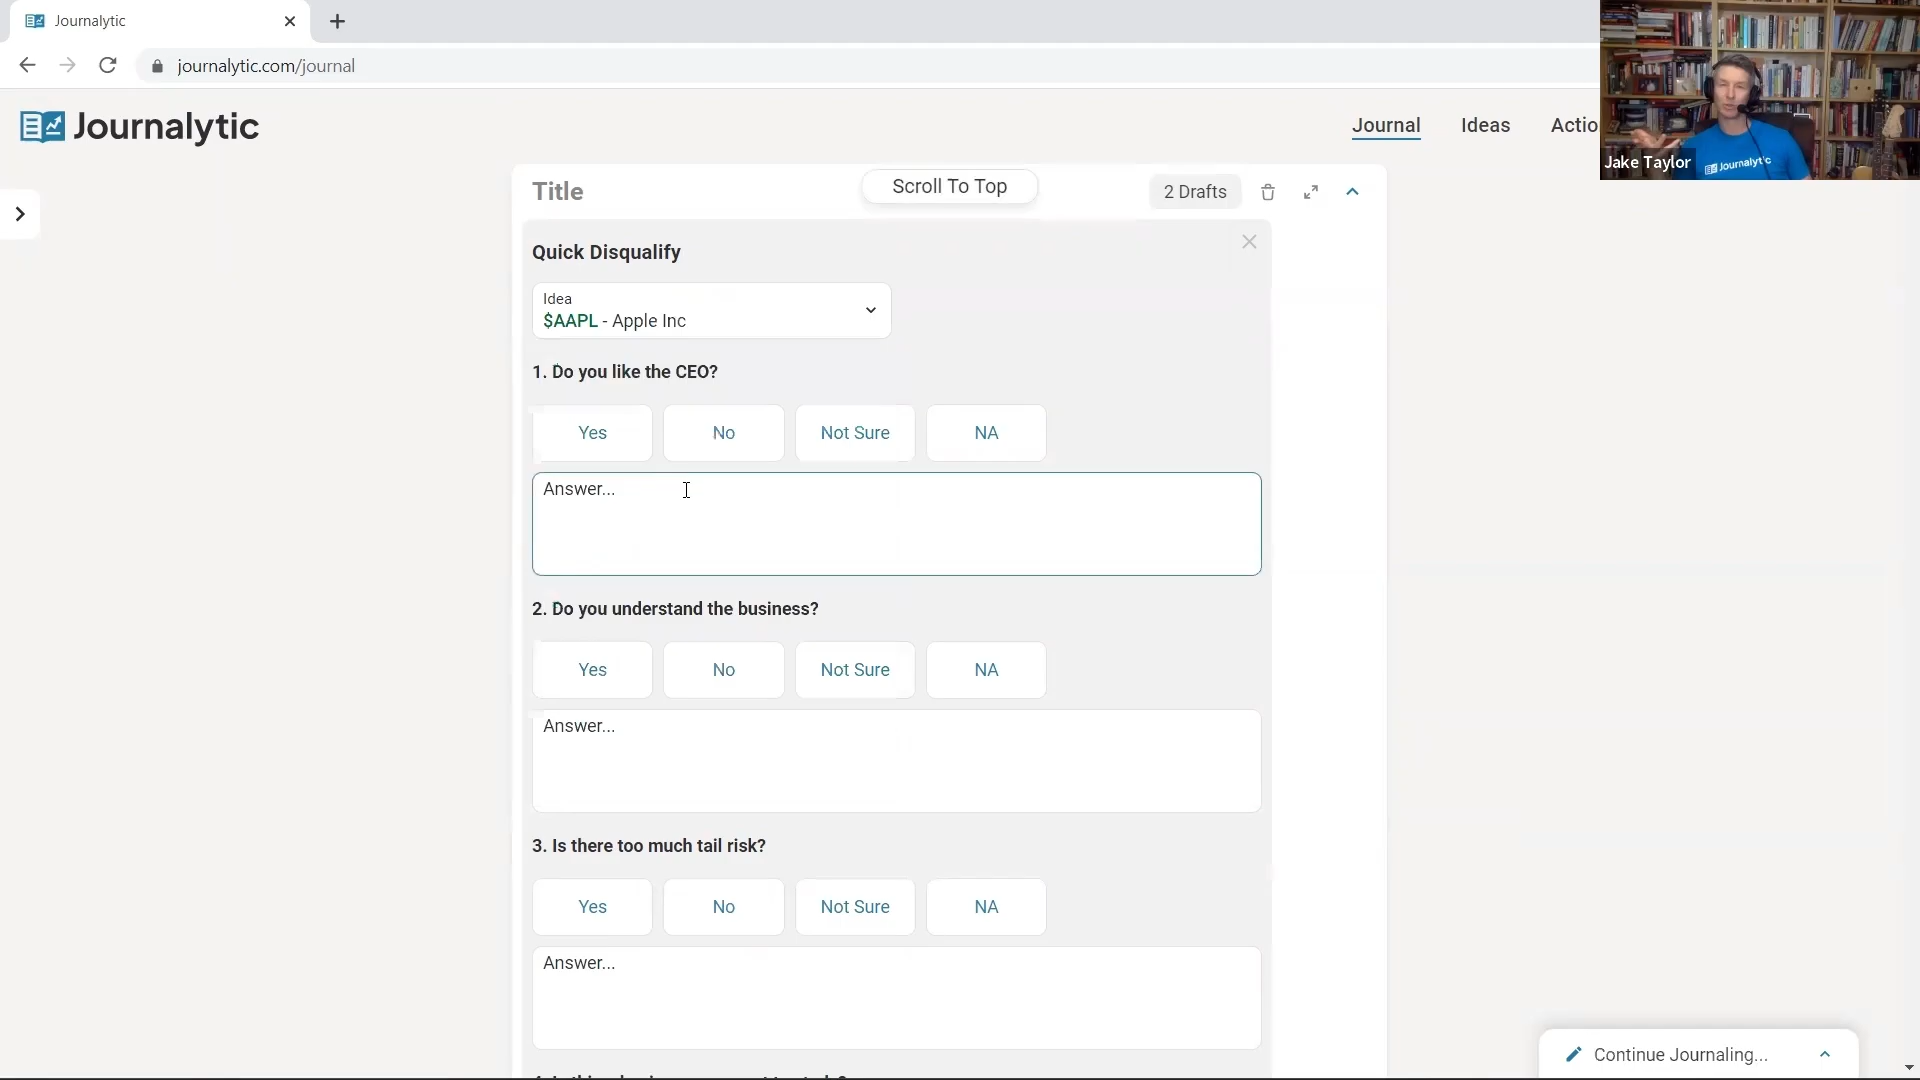 Journalytic
journalytic.com/journal
Journalytic
Journal
Ideas
Actio
Jake Taylor
Journalytic
Title
Scroll To Top
2 Drafts
Quick Disqualify
Idea
$AAPL - Apple Inc
1. Do you like the CEO?
Yes
No
Not Sure
NA
Answer...
2. Do you understand the business?
Yes
No
Not Sure
NA
Answer...
3. Is there too much tail risk?
Yes
No
Not Sure
NA
Answer...
Continue Journaling...